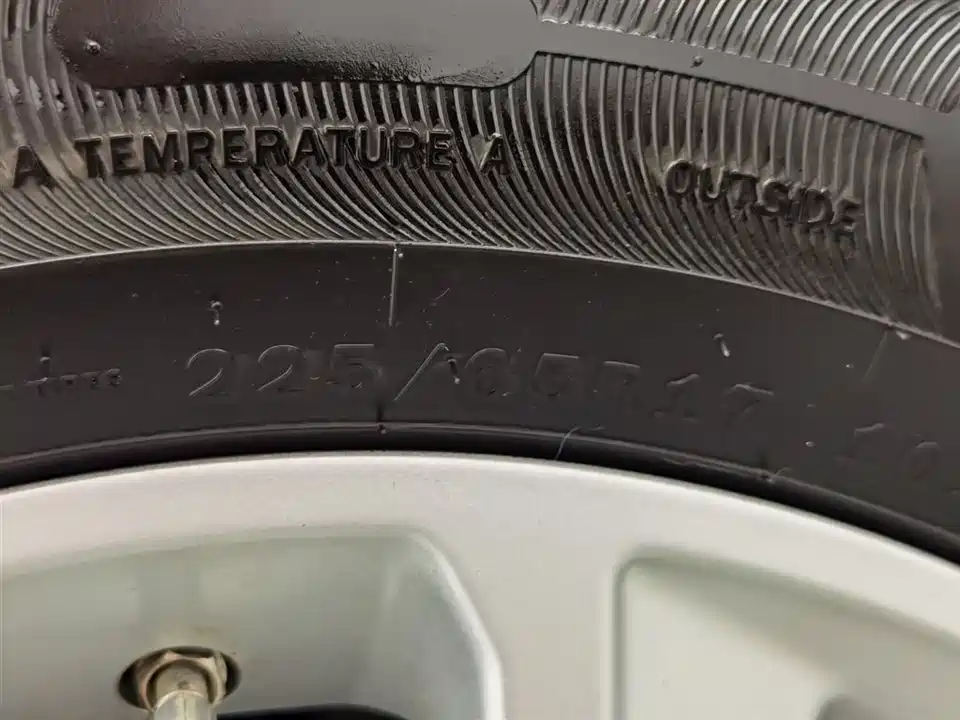 A TEMPERATURE A
OUTSIDE
225/65R17